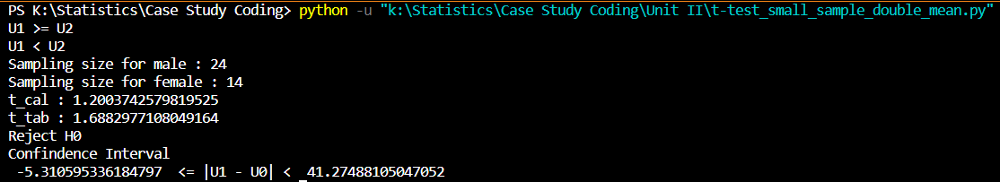 PS K:\Statistics\Case Study Coding> python -u "k:\Statistics\Case Study Coding\Unit II\t-test_small_sample_double_mean.py"
U1 >= U2
U1 < U2
Sampling size for male : 24
Sampling size for female : 14
t_cal : 1.2003742579819525
t_tab : 1.6882977108049164
Reject H0
Confindence Interval
 -5.310595336184797  <= |U1 - U0| <  41.27488105047052